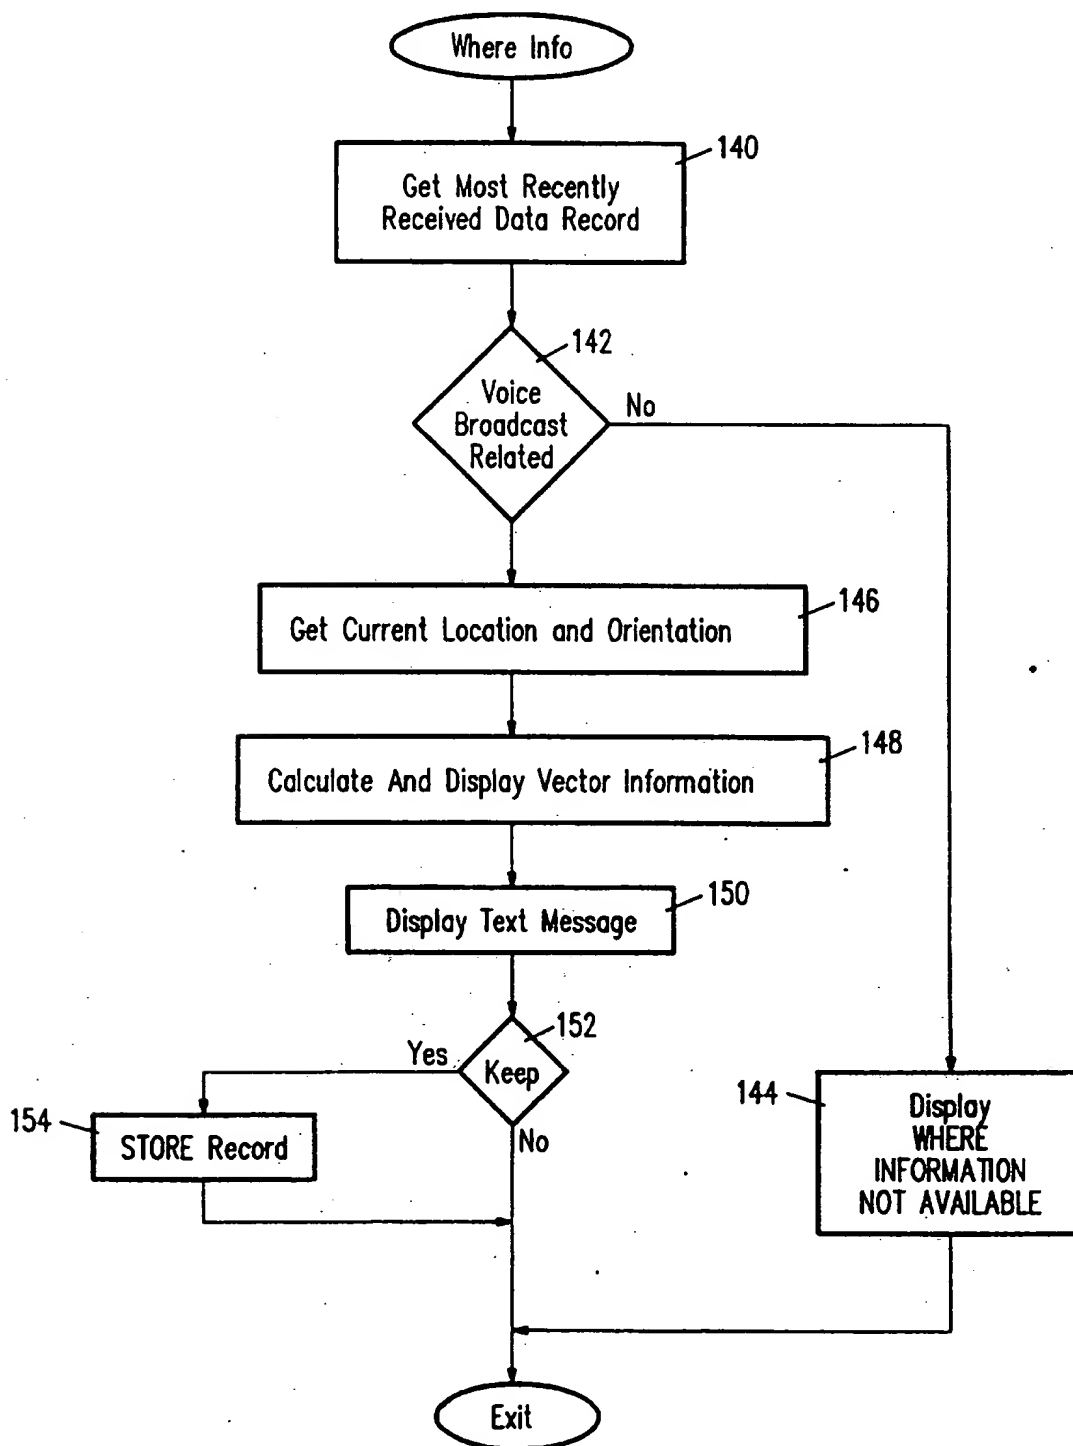 Where Info
140
Get Most Recently
Received Data Record
142
Voice
Broadcast
Related
No
146
Get Current Location and Orientation
148
Calculate And Display Vector Information
150
Display Text Message
152
Yes
Keep
No
154
STORE Record
144
Display
WHERE
INFORMATION
NOT AVAILABLE
Exit